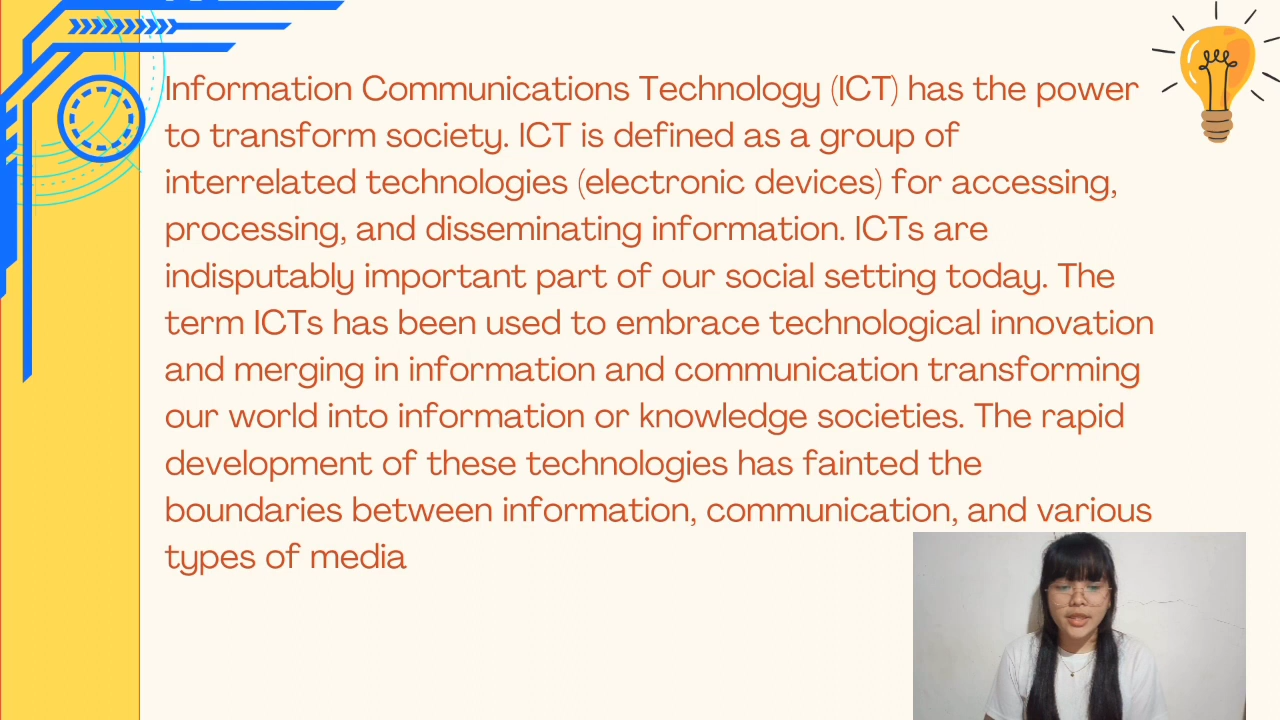 Information Communications Technology (ICT) has the power
to transform society. ICT is defined as a group of
interrelated technologies (electronic devices) for accessing,
processing, and disseminating information. ICTs are
indisputably important part of our social setting today. The
term ICTs has been used to embrace technological innovation
and merging in information and communication transforming
our world into information or knowledge societies. The rapid
development of these technologies has fainted the
boundaries between information, communication, and various
types of media